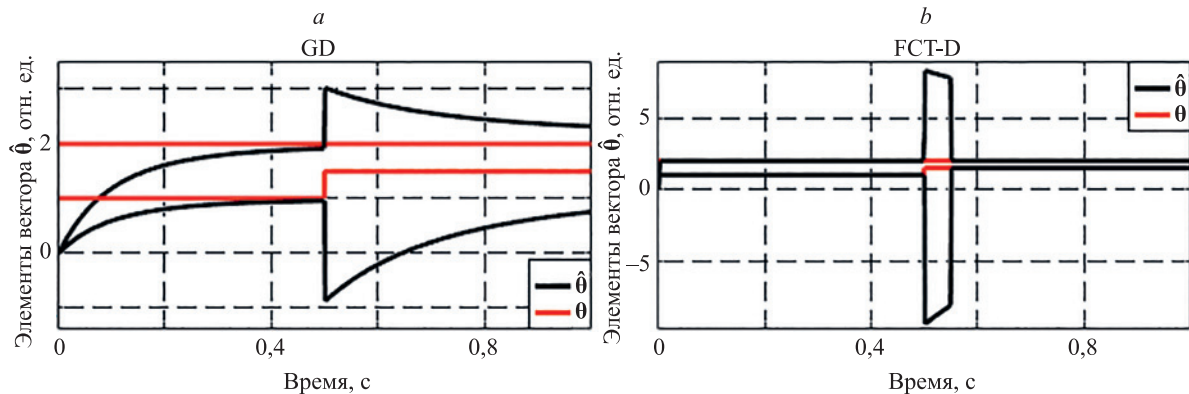 a
GD
Элементы вектора θ̂, отн. ед.
2
0
θ̂
θ
0
0,4
0,8
Время, с
b
FCT-D
Элементы вектора θ̂, отн. ед.
5
0
–5
θ̂
θ
0
0,4
0,8
Время, с